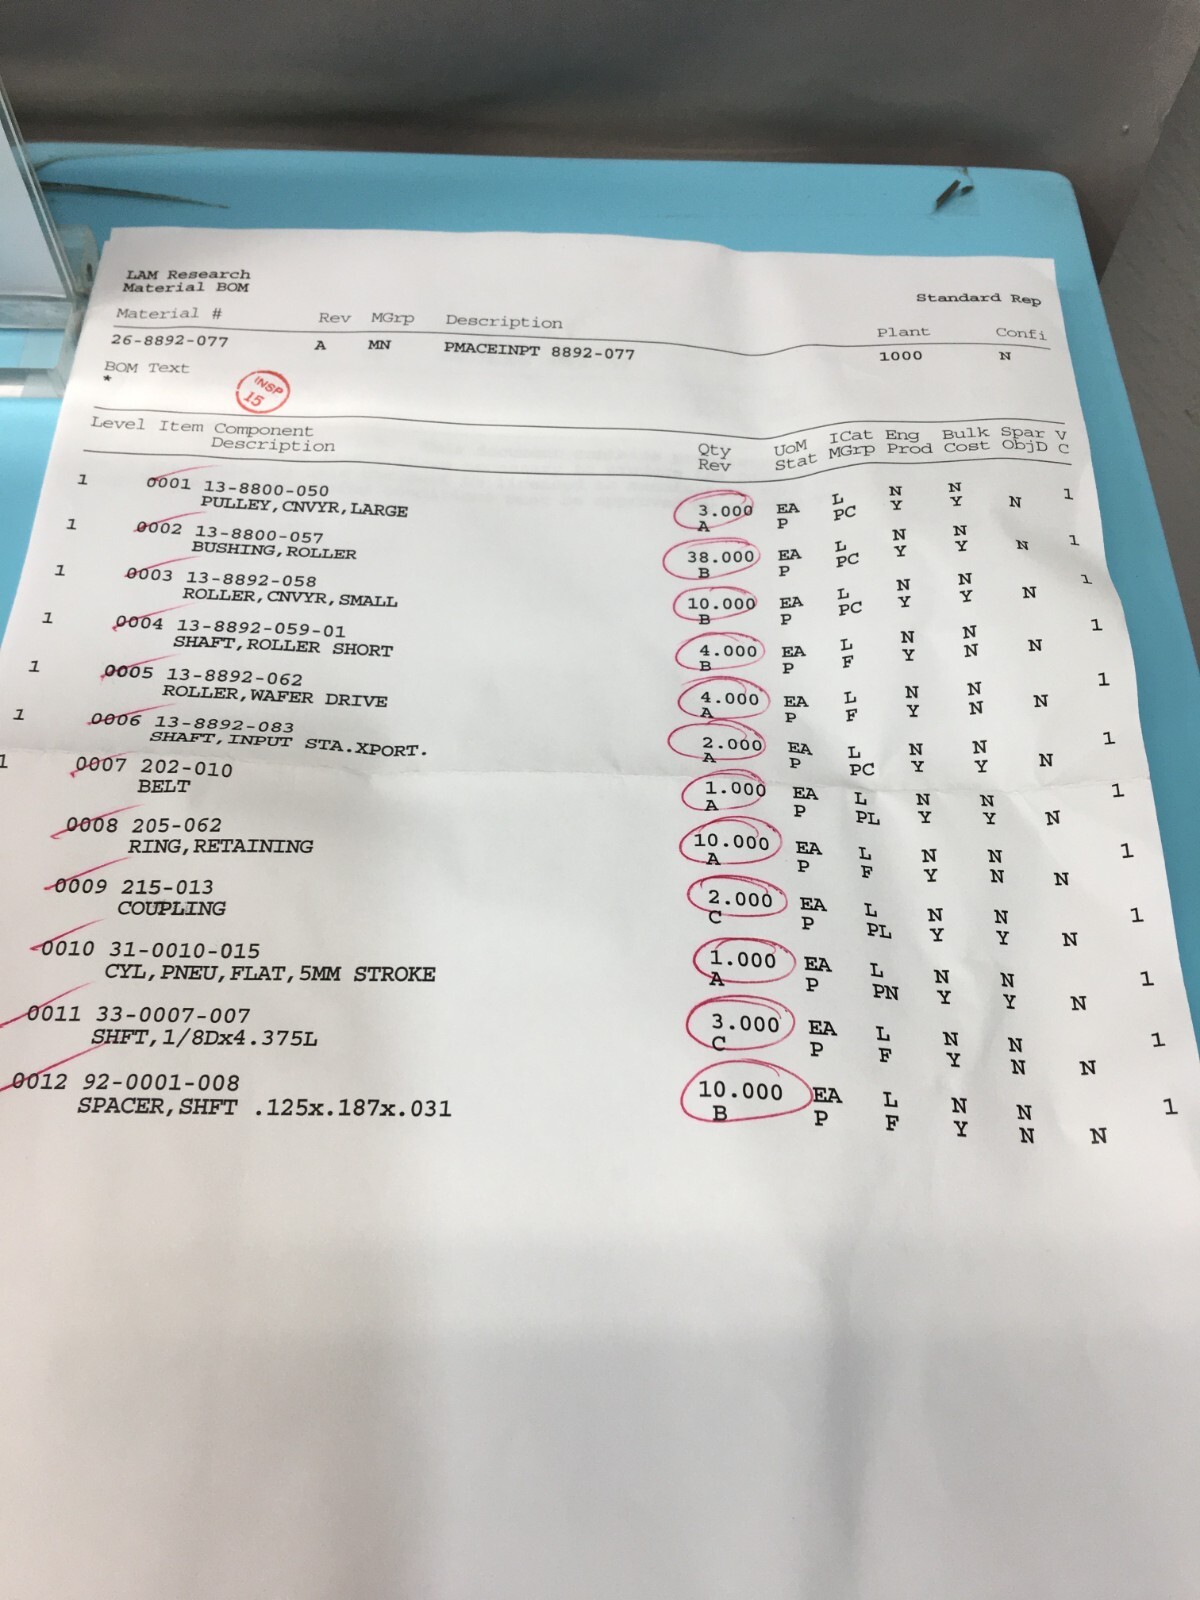 LAM Research
Material BOM
Standard Rep
Material # Rev MGrp Description Plant Confi
26-8892-077 A MN PMACEINPT 8892-077 1000 N
BOM Text
*
INSP
15
Level Item Component Qty UoM ICat Eng Bulk Spar V
Description Rev Stat MGrp Prod Cost ObjD C
1 0001 13-8800-050 3.000 EA L N N 1
PULLEY,CNVYR,LARGE A P PC Y Y N
1 0002 13-8800-057 38.000 EA L N N 1
BUSHING,ROLLER B P PC Y Y N
1 0003 13-8892-058 10.000 EA L N N 1
ROLLER,CNVYR,SMALL B P PC Y Y N
1 0004 13-8892-059-01 4.000 EA L N N 1
SHAFT,ROLLER SHORT B P F Y N N
1 0005 13-8892-062 4.000 EA L N N 1
ROLLER,WAFER DRIVE A P F Y N N
1 0006 13-8892-083 2.000 EA L N N 1
SHAFT,INPUT STA.XPORT. A P PC Y Y N
1 0007 202-010 1.000 EA L N N 1
BELT A P PL Y Y N
0008 205-062 10.000 EA L N N 1
RING,RETAINING A P F Y N N
0009 215-013 2.000 EA L N N 1
COUPLING C P PL Y Y N
0010 31-0010-015 1.000 EA L N N 1
CYL,PNEU,FLAT,5MM STROKE A P PN Y Y N
0011 33-0007-007 3.000 EA L N N 1
SHFT,1/8Dx4.375L C P F Y N N
0012 92-0001-008 10.000 EA L N N 1
SPACER,SHFT .125x.187x.031 B P F Y N N